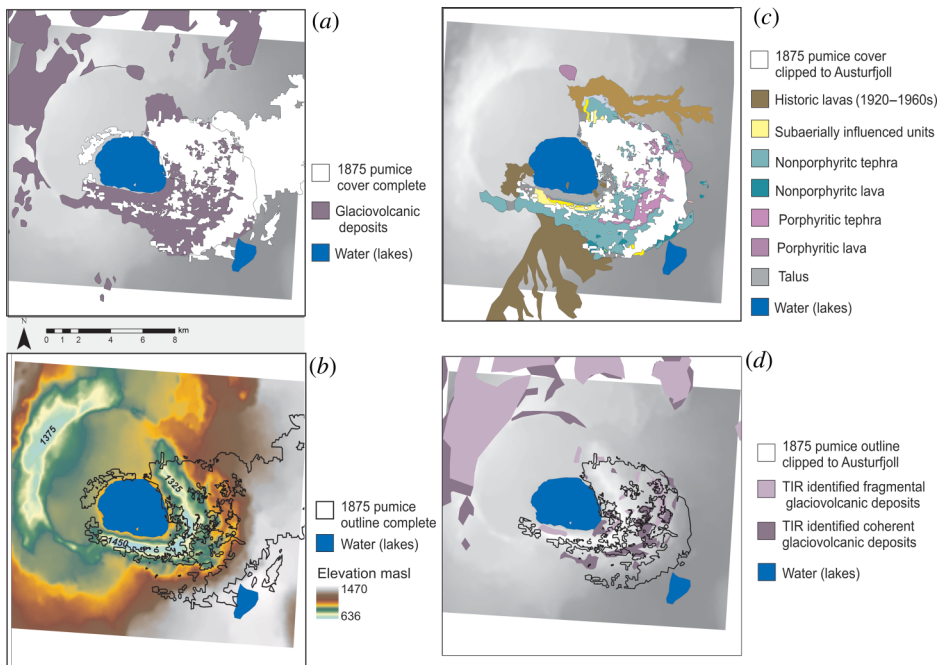 (a)
1875 pumice
cover complete
Glaciovolcanic
deposits
Water (lakes)
N
0 1 2 4 6 8
km
(b)
1375
1325
1450
1875 pumice
outline complete
Water (lakes)
Elevation masl
1470
636
(c)
1875 pumice cover
clipped to Austurfjoll
Historic lavas (1920–1960s)
Subaerially influenced units
Nonporphyritc tephra
Nonporphyritc lava
Porphyritic tephra
Porphyritic lava
Talus
Water (lakes)
(d)
1875 pumice outline
clipped to Austurfjoll
TIR identified fragmental
glaciovolcanic deposits
TIR identified coherent
glaciovolcanic deposits
Water (lakes)